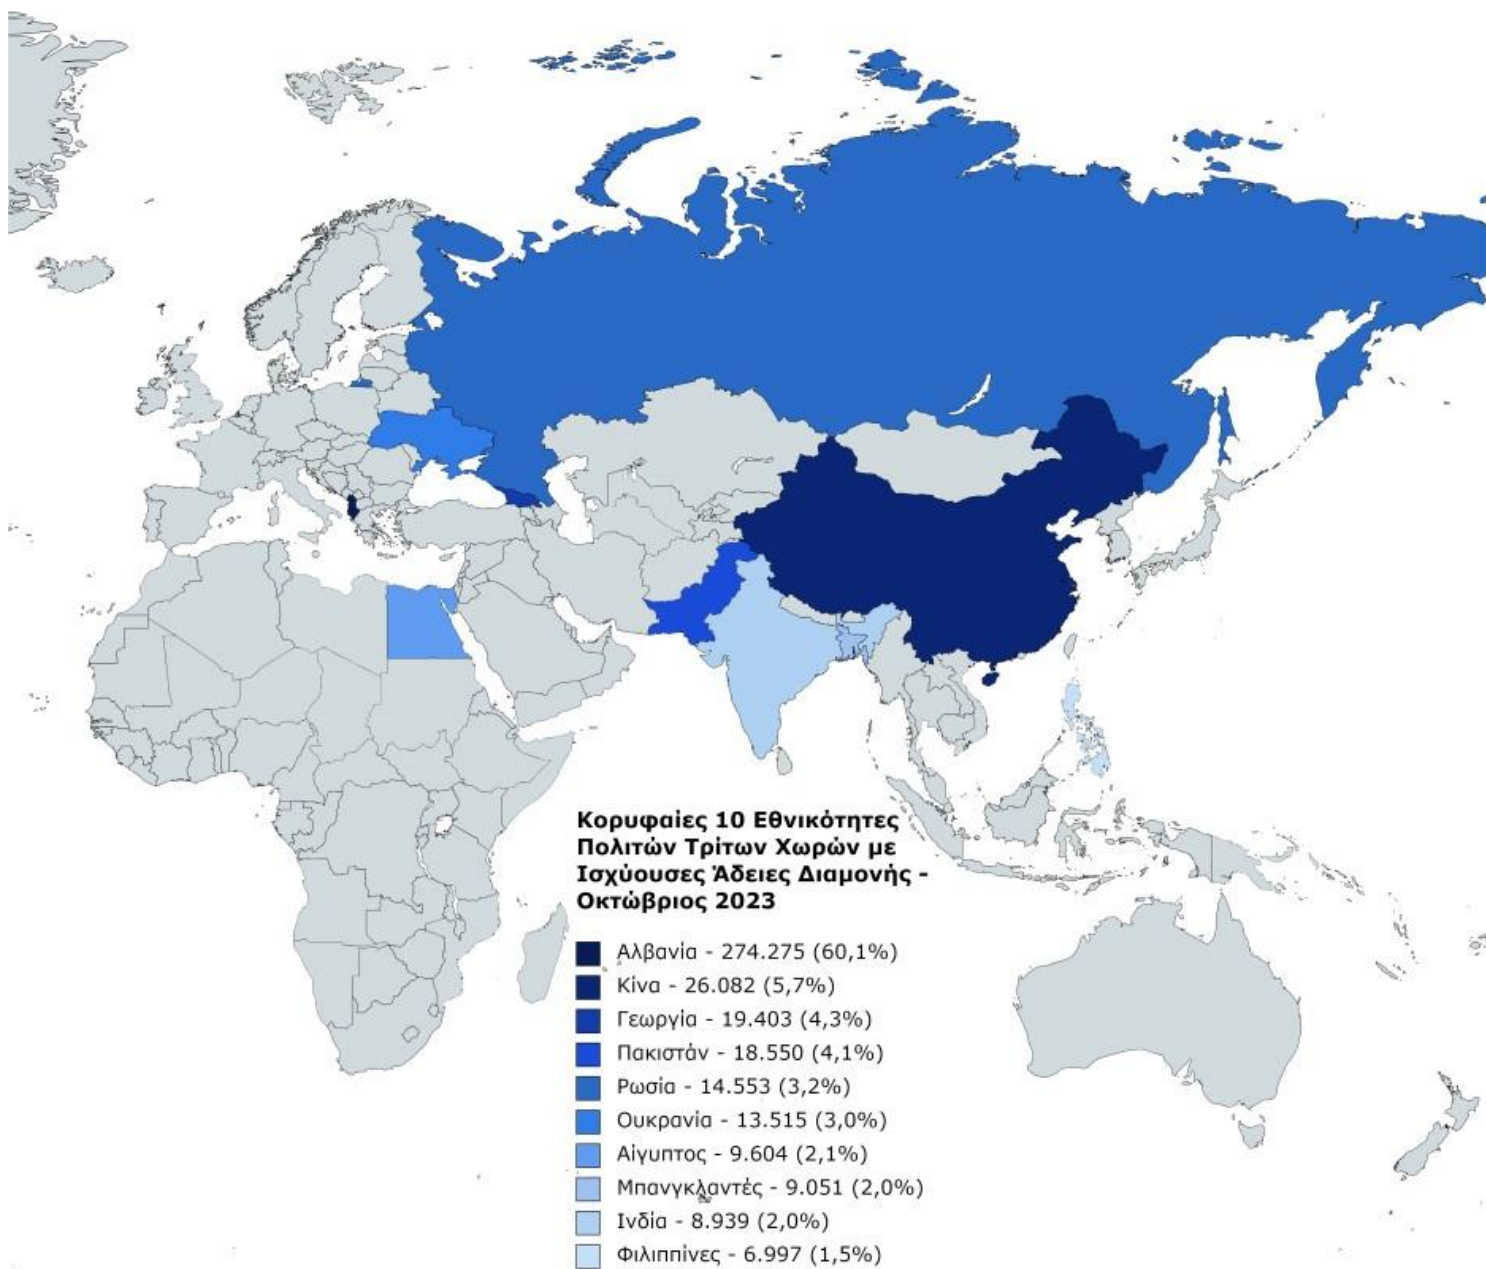 Κορυφαίες 10 Εθνικότητες
Πολιτών Τρίτων Χωρών με
Ισχύουσες Άδειες Διαμονής -
Οκτώβριος 2023
Αλβανία - 274.275 (60,1%)
Κίνα - 26.082 (5,7%)
Γεωργία - 19.403 (4,3%)
Πακιστάν - 18.550 (4,1%)
Ρωσία - 14.553 (3,2%)
Ουκρανία - 13.515 (3,0%)
Αίγυπτος - 9.604 (2,1%)
Μπανγκλαντές - 9.051 (2,0%)
Ινδία - 8.939 (2,0%)
Φιλιππίνες - 6.997 (1,5%)